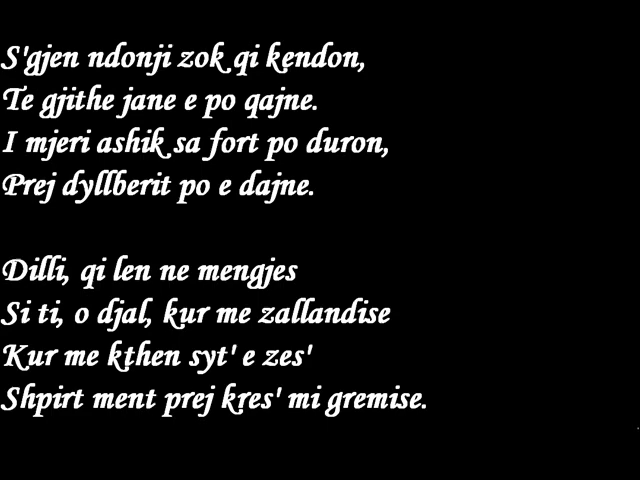 S'gjen ndonji zok qi kendon,
Te gjithe jane e po qajne.
I mjeri ashik sa fort po duron,
Prej dyllberit po e dajne.
Dilli, qi len ne mengjes
Si ti, o djal, kur me zallandise
Kur me kthen syt' e zes'
Shpirt ment prej kres' mi gremise.